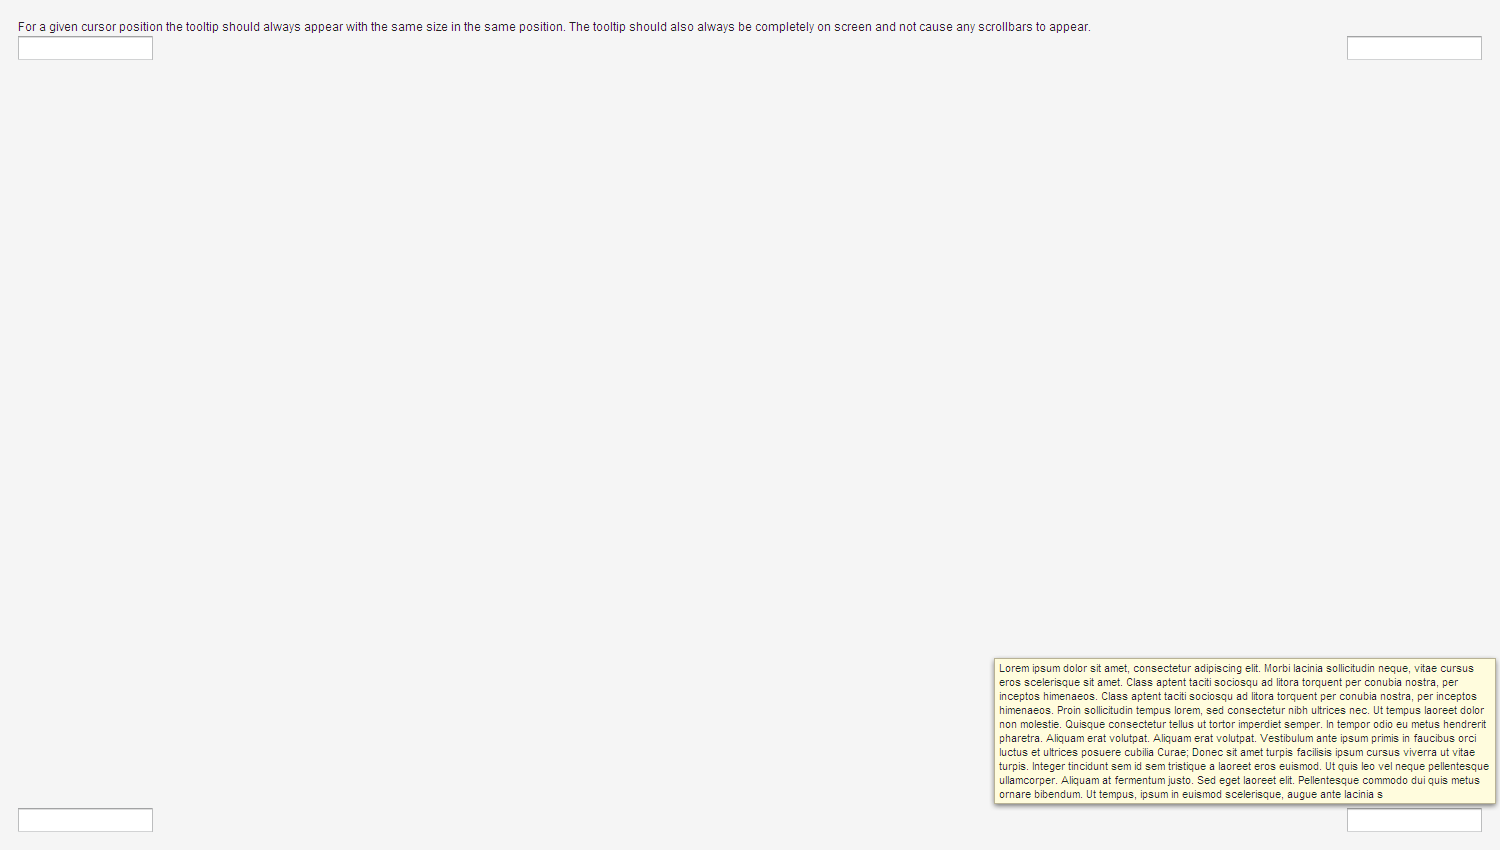 For a given cursor position the tooltip should always appear with the same size in the same position. The tooltip should also always be completely on screen and not cause any scrollbars to appear.
Lorem ipsum dolor sit amet, consectetur adipiscing elit. Morbi lacinia sollicitudin neque, vitae cursus
eros scelerisque sit amet. Class aptent taciti sociosqu ad litora torquent per conubia nostra, per
inceptos himenaeos. Class aptent taciti sociosqu ad litora torquent per conubia nostra, per inceptos
himenaeos. Proin sollicitudin tempus lorem, sed consectetur nibh ultrices nec. Ut tempus laoreet dolor
non molestie. Quisque consectetur tellus ut tortor imperdiet semper. In tempor odio eu metus hendrerit
pharetra. Aliquam erat volutpat. Aliquam erat volutpat. Vestibulum ante ipsum primis in faucibus orci
luctus et ultrices posuere cubilia Curae; Donec sit amet turpis facilisis ipsum cursus viverra ut vitae
turpis. Integer tincidunt sem id sem tristique a laoreet eros euismod. Ut quis leo vel neque pellentesque
ullamcorper. Aliquam at fermentum justo. Sed eget laoreet elit. Pellentesque commodo dui quis metus
ornare bibendum. Ut tempus, ipsum in euismod scelerisque, augue ante lacinia s